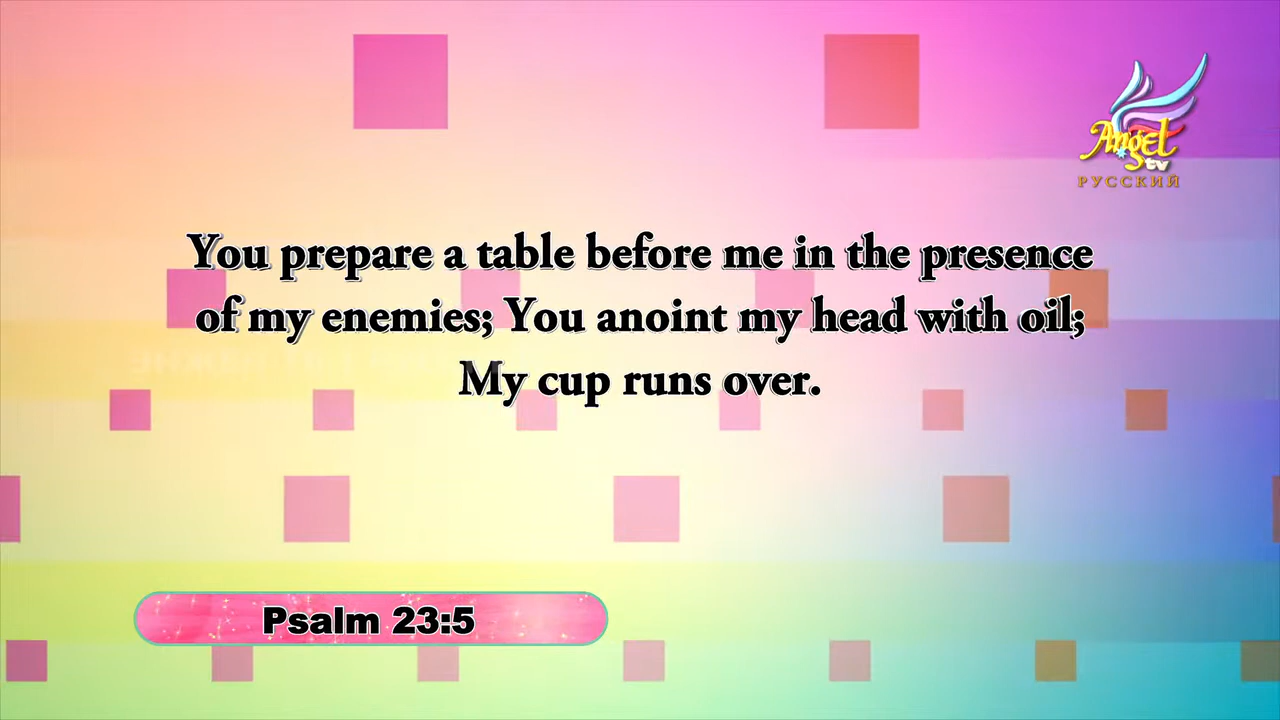 Angel
tv
РУССКИЙ
You prepare a table before me in the presence
of my enemies; You anoint my head with oil;
My cup runs over.
Psalm 23:5